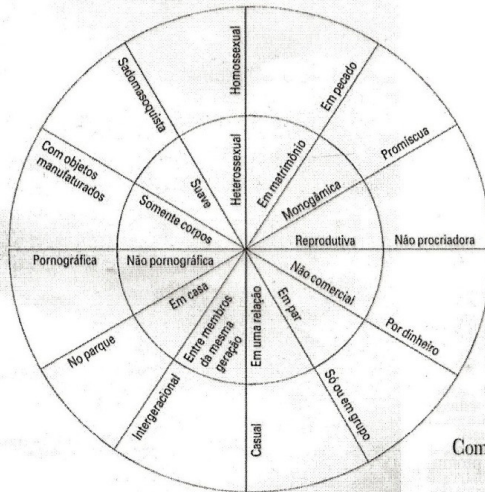 Homossexual
Heterossexual
Em pecado
Em matrimônio
Promíscua
Monogâmica
Não procriadora
Reprodutiva
Por dinheiro
Não comercial
Só ou em grupo
Em par
Casual
Em uma relação
Intergeracional
Entre membros
da mesma
geração
No parque
Em casa
Pornográfica
Não pornográfica
Com objetos
manufaturados
Somente corpos
Sadomasoquista
Suave
Com